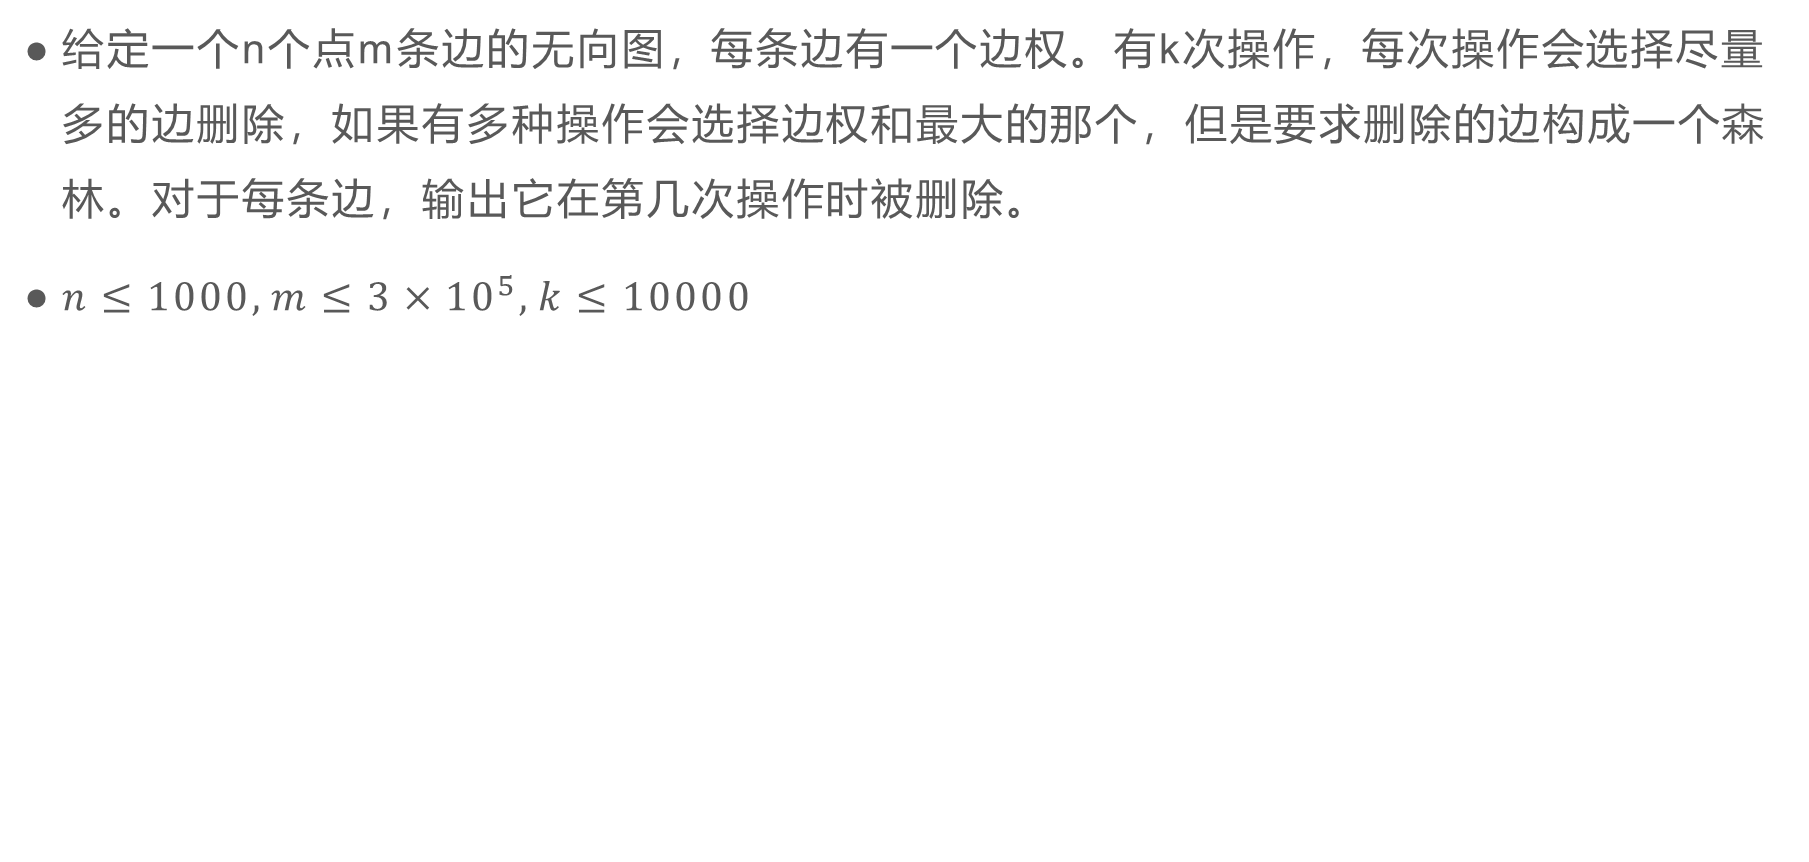 ● 给定一个n个点m条边的无向图，每条边有一个边权。有k次操作，每次操作会选择尽量
多的边删除，如果有多种操作会选择边权和最大的那个，但是要求删除的边构成一个森
林。对于每条边，输出它在第几次操作时被删除。
● n ≤ 1000, m ≤ 3 × 10⁵, k ≤ 10000